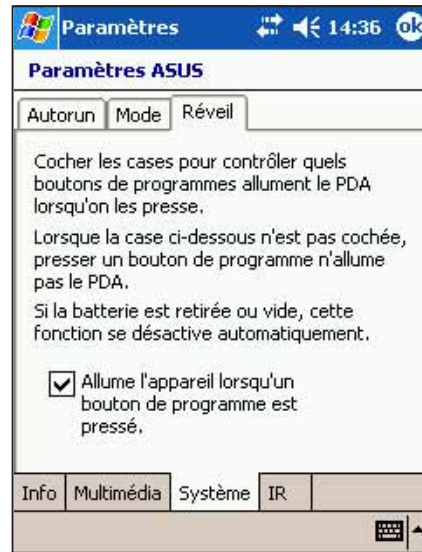 Paramètres 14:36 ok
Paramètres ASUS
Autorun Mode Réveil
Cocher les cases pour contrôler quels
boutons de programmes allument le PDA
lorsqu'on les presse.
Lorsque la case ci-dessous n'est pas cochée,
presser un bouton de programme n'allume
pas le PDA.
Si la batterie est retirée ou vide, cette
fonction se désactive automatiquement.
Allume l'appareil lorsqu'un
bouton de programme est
pressé.
Info Multimédia Système IR